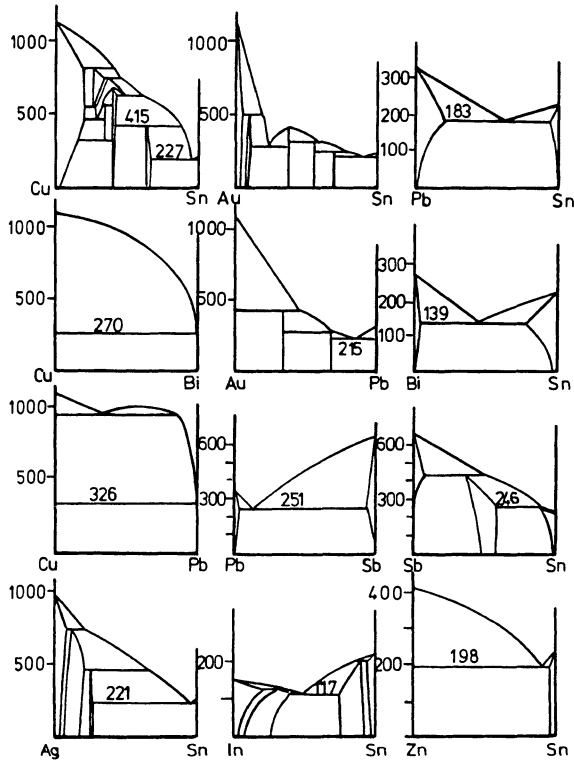 1000 500 415 227 Cu Sn
1000 500 Au Sn
300 200 100 183 Pb Sn
1000 500 270 Cu Bi
1000 500 215 Au Pb
300 200 100 139 Bi Sn
1000 500 326 Cu Pb
600 300 251 Pb Sb
600 300 246 Sb Sn
1000 500 221 Ag Sn
200 117 In Sn
400 200 198 Zn Sn